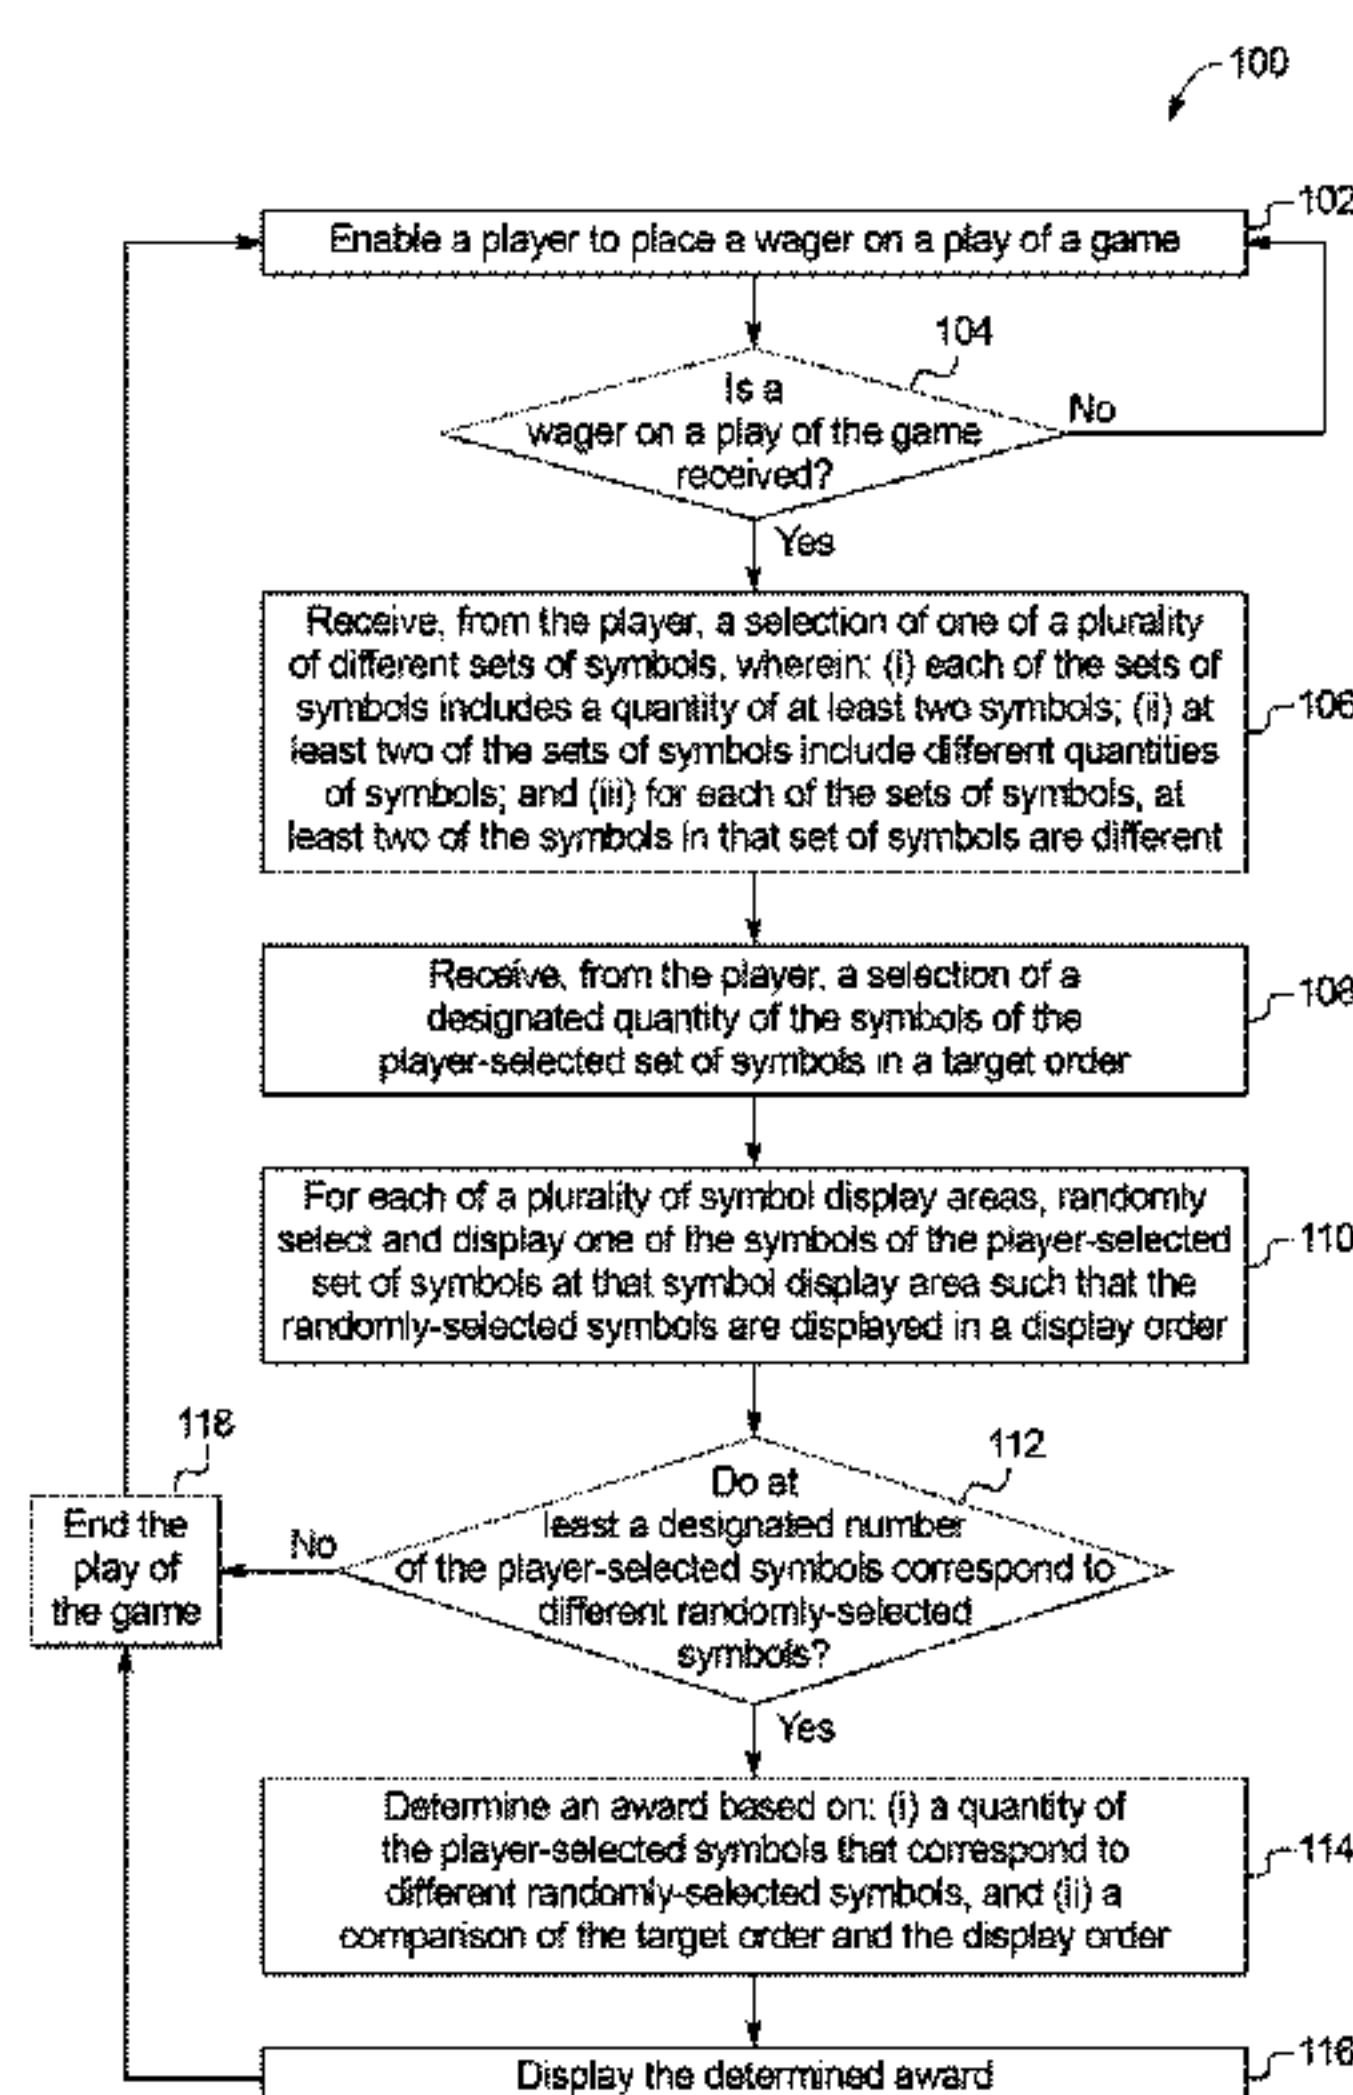 100
102
Enable a player to place a wager on a play of a game
104
Is a
wager on a play of the game
received?
No
Yes
Receive, from the player, a selection of one of a plurality
of different sets of symbols, wherein: (i) each of the sets of
symbols includes a quantity of at least two symbols; (ii) at
least two of the sets of symbols include different quantities
of symbols; and (iii) for each of the sets of symbols, at
least two of the symbols in that set of symbols are different
106
Receive, from the player, a selection of a
designated quantity of the symbols of the
player-selected set of symbols in a target order
108
For each of a plurality of symbol display areas, randomly
select and display one of the symbols of the player-selected
set of symbols at that symbol display area such that the
randomly-selected symbols are displayed in a display order
110
118
End the
play of
the game
No
112
Do at
least a designated number
of the player-selected symbols correspond to
different randomly-selected
symbols?
Yes
Determine an award based on: (i) a quantity of
the player-selected symbols that correspond to
different randomly-selected symbols, and (ii) a
comparison of the target order and the display order
114
Display the determined award
116